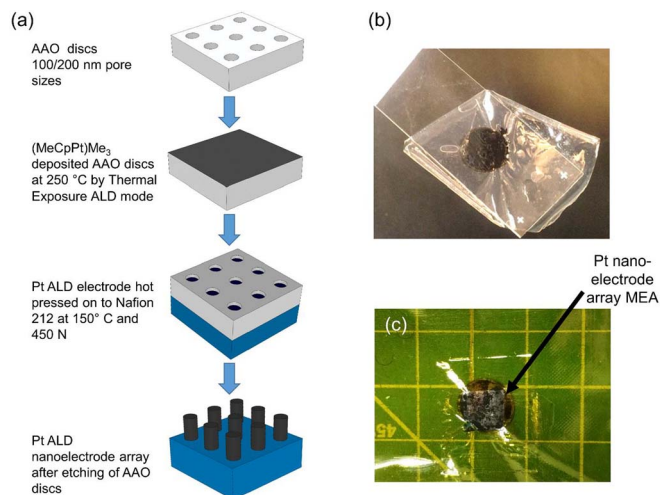 (a)
AAO discs
100/200 nm pore
sizes
(MeCpPt)Me₃
deposited AAO discs
at 250 °C by Thermal
Exposure ALD mode
Pt ALD electrode hot
pressed on to Nafion
212 at 150° C and
450 N
Pt ALD
nanoelectrode array
after etching of AAO
discs
(b)
Pt nano-
electrode
array MEA
(c)
45